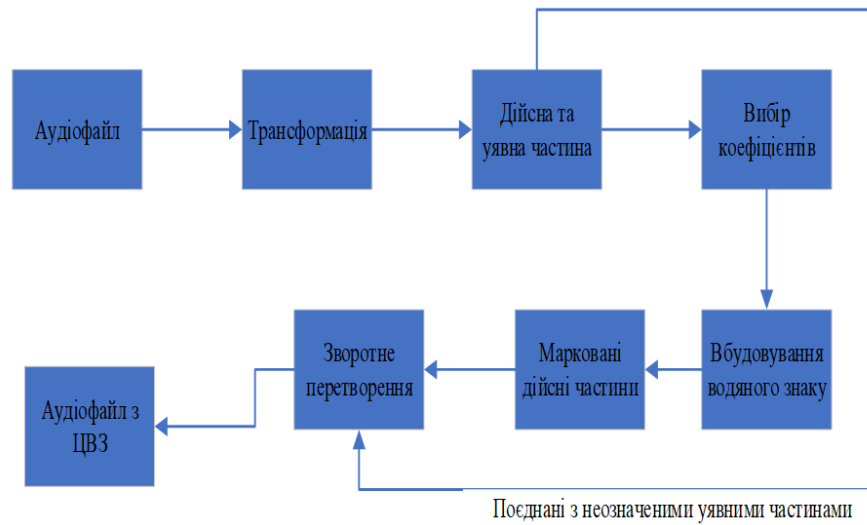 Аудіофайл
Трансформація
Дійсна та
уявна частина
Вибір
коефіцієнтів
Вбудовування
водяного знаку
Марковані
дійсні частини
Зворотне
перетворення
Аудіофайл з
ЦВЗ
Поєднані з неозначеними уявними частинами